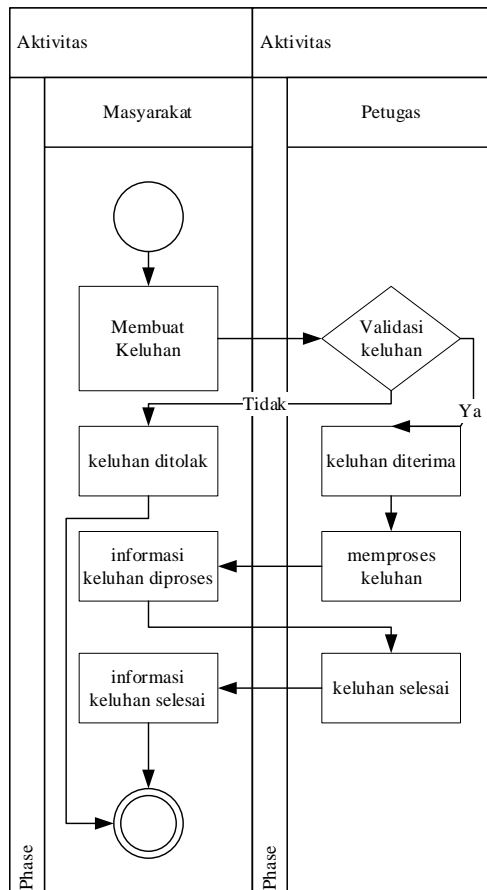 Aktivitas
Aktivitas
Masyarakat
Petugas
Membuat
Keluhan
Validasi
keluhan
Tidak
Ya
keluhan ditolak
keluhan diterima
informasi
keluhan diproses
memproses
keluhan
informasi
keluhan selesai
keluhan selesai
Phase
Phase